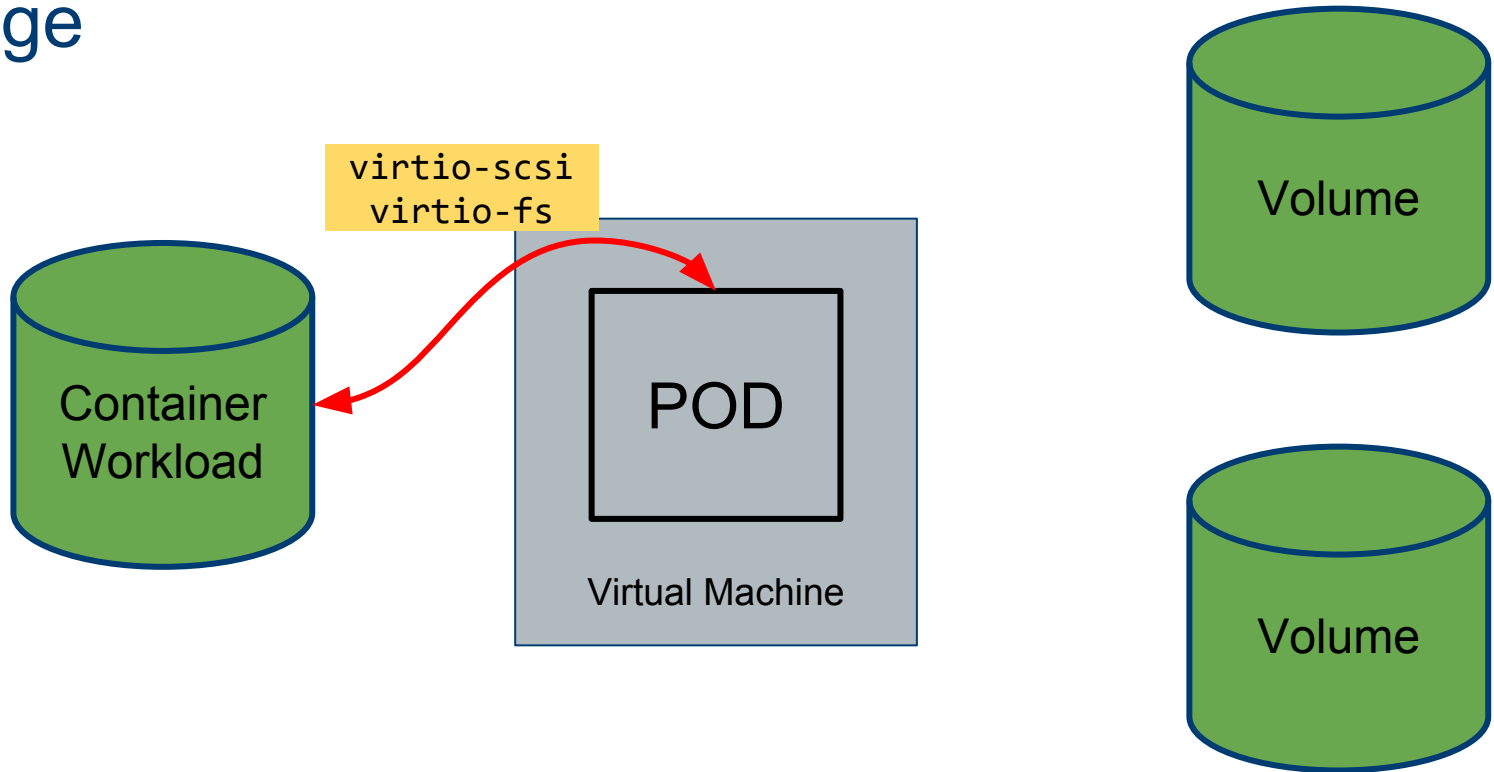 ge
virtio-scsi
virtio-fs
Volume
Container
Workload
POD
Virtual Machine
Volume